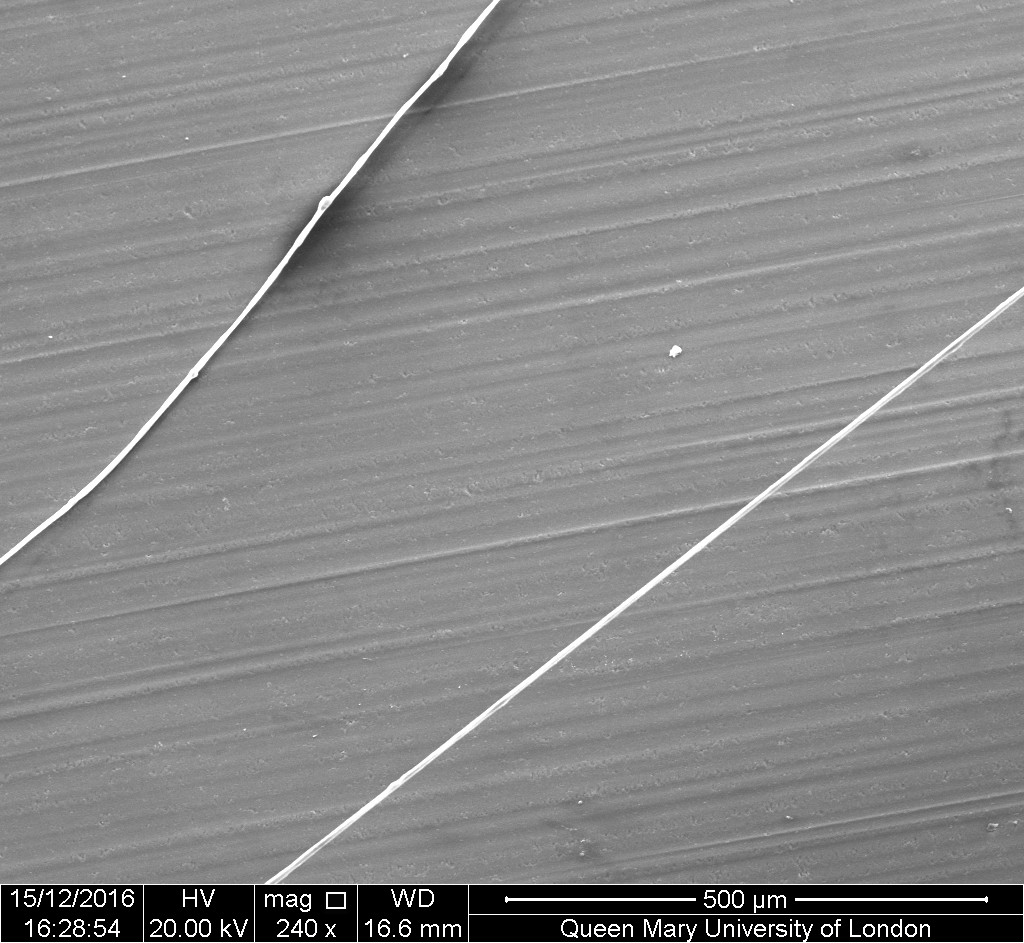 15/12/2016 HV mag WD 500 µm
16:28:54 20.00 kV 240 x 16.6 mm Queen Mary University of London